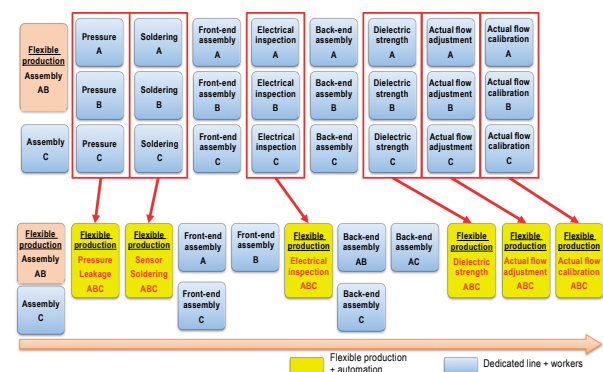 Flexible
production
Assembly
AB
Pressure
A
Soldering
A
Front-end
assembly
A
Electrical
inspection
A
Back-end
assembly
A
Dielectric
strength
A
Actual flow
adjustment
A
Actual flow
calibration
A
Pressure
B
Soldering
B
Front-end
assembly
B
Electrical
inspection
B
Back-end
assembly
B
Dielectric
strength
B
Actual flow
adjustment
B
Actual flow
calibration
B
Assembly
C
Pressure
C
Soldering
C
Front-end
assembly
C
Electrical
inspection
C
Back-end
assembly
C
Dielectric
strength
C
Actual flow
adjustment
C
Actual flow
calibration
C
Flexible
production
Assembly
AB
Flexible
production
Pressure
Leakage
ABC
Flexible
production
Sensor
Soldering
ABC
Front-end
assembly
A
Front-end
assembly
B
Flexible
production
Electrical
inspection
ABC
Back-end
assembly
AB
Back-end
assembly
AC
Flexible
production
Dielectric
strength
ABC
Flexible
production
Actual flow
adjustment
ABC
Flexible
production
Actual flow
calibration
ABC
Assembly
C
Front-end
assembly
C
Back-end
assembly
C
Flexible production
+ automation
Dedicated line + workers